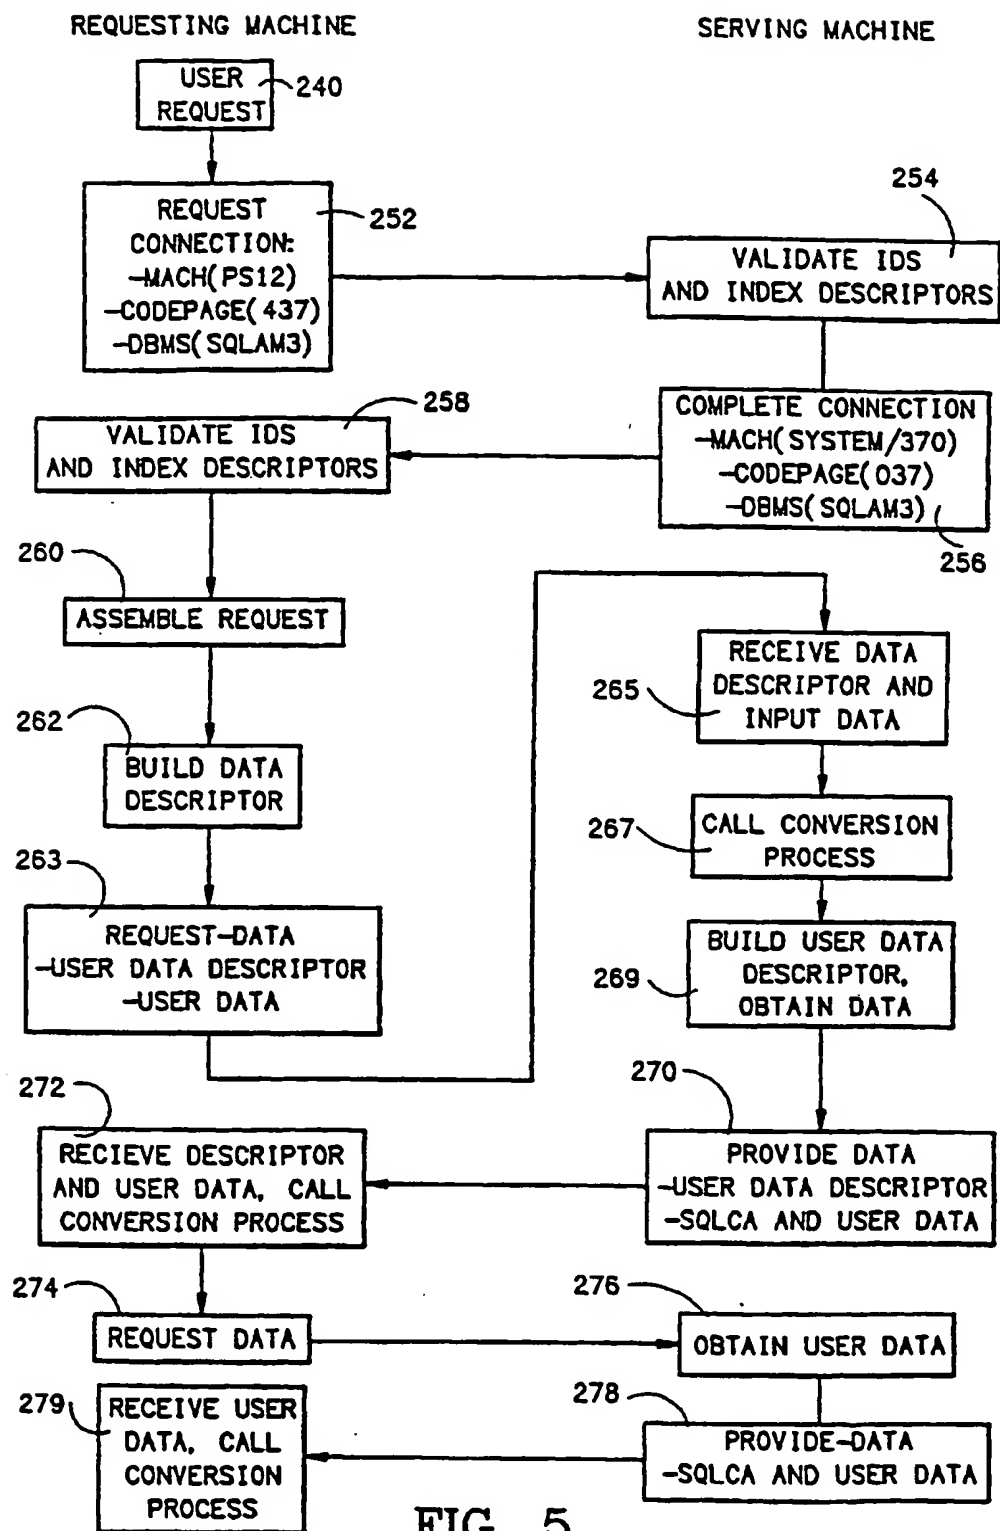 REQUESTING MACHINE
SERVING MACHINE
USER
REQUEST
240
REQUEST
CONNECTION:
-MACH(PS12)
-CODEPAGE(437)
-DBMS(SQLAM3)
252
254
VALIDATE IDS
AND INDEX DESCRIPTORS
COMPLETE CONNECTION
-MACH(SYSTEM/370)
-CODEPAGE(037)
-DBMS(SQLAM3)
256
258
VALIDATE IDS
AND INDEX DESCRIPTORS
260
ASSEMBLE REQUEST
262
BUILD DATA
DESCRIPTOR
263
REQUEST-DATA
-USER DATA DESCRIPTOR
-USER DATA
265
RECEIVE DATA
DESCRIPTOR AND
INPUT DATA
267
CALL CONVERSION
PROCESS
269
BUILD USER DATA
DESCRIPTOR,
OBTAIN DATA
270
PROVIDE DATA
-USER DATA DESCRIPTOR
-SQLCA AND USER DATA
272
RECIEVE DESCRIPTOR
AND USER DATA, CALL
CONVERSION PROCESS
274
REQUEST DATA
276
OBTAIN USER DATA
278
PROVIDE-DATA
-SQLCA AND USER DATA
279
RECEIVE USER
DATA, CALL
CONVERSION
PROCESS
FIG. 5